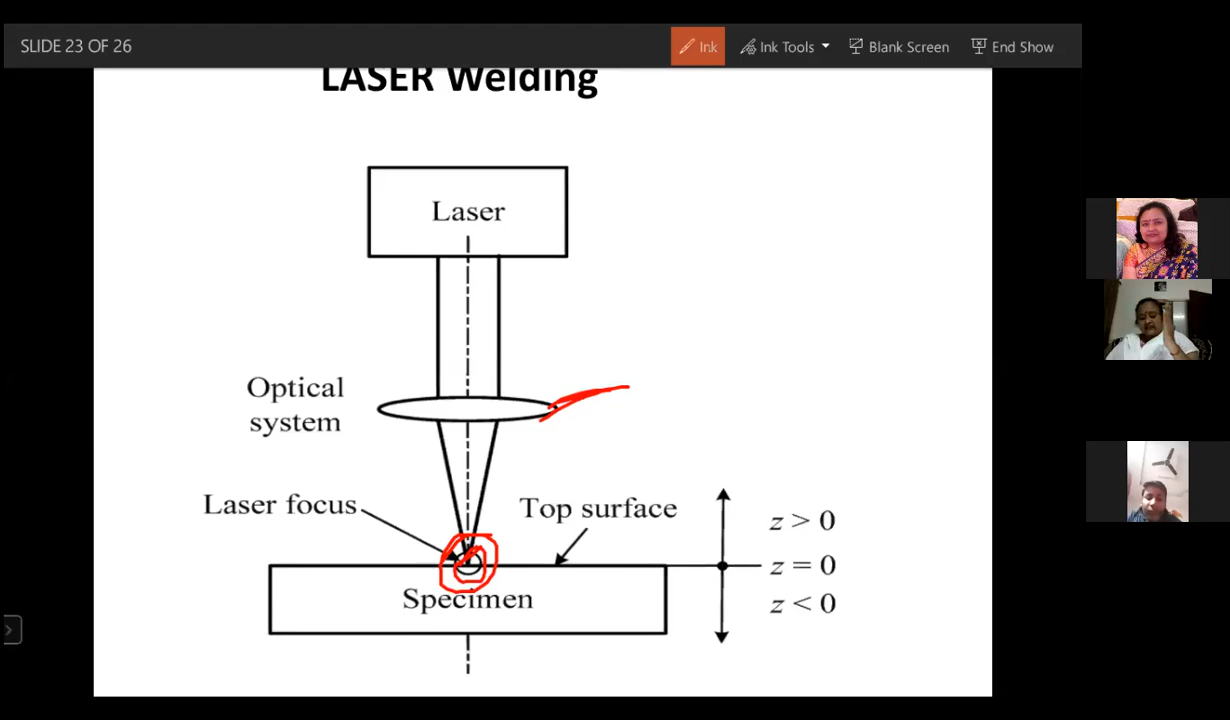 SLIDE 23 OF 26
Ink
Ink Tools
Blank Screen
End Show
LASER Welding
Laser
Optical
system
Laser focus
Top surface
z > 0
z = 0
z < 0
Specimen